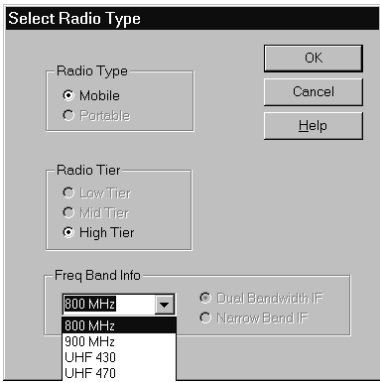 Select Radio Type
Radio Type
Mobile
Portable
OK
Cancel
Help
Radio Tier
Low Tier
Mid Tier
High Tier
Freq Band Info
800 MHz
800 MHz
900 MHz
UHF 430
UHF 470
Dual Bandwidth IF
Narrow Band IF